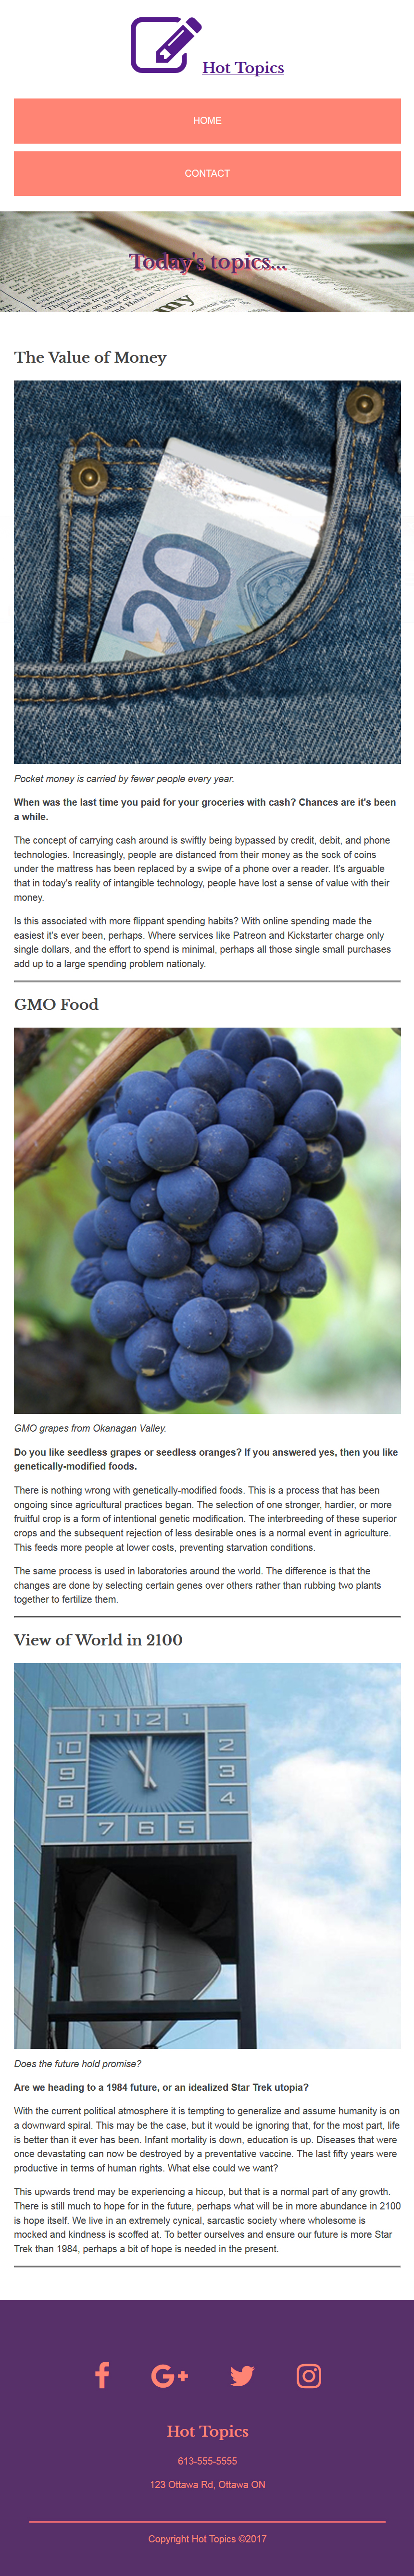 Hot Topics
HOME
CONTACT
Today's topics...
my
The Value of Money
20
Pocket money is carried by fewer people every year.
When was the last time you paid for your groceries with cash? Chances are it's been
a while.
The concept of carrying cash around is swiftly being bypassed by credit, debit, and phone
technologies. Increasingly, people are distanced from their money as the sock of coins
under the mattress has been replaced by a swipe of a phone over a reader. It's arguable
that in today's reality of intangible technology, people have lost a sense of value with their
money.
Is this associated with more flippant spending habits? With online spending made the
easiest it's ever been, perhaps. Where services like Patreon and Kickstarter charge only
single dollars, and the effort to spend is minimal, perhaps all those single small purchases
add up to a large spending problem nationaly.
GMO Food
GMO grapes from Okanagan Valley.
Do you like seedless grapes or seedless oranges? If you answered yes, then you like
genetically-modified foods.
There is nothing wrong with genetically-modified foods. This is a process that has been
ongoing since agricultural practices began. The selection of one stronger, hardier, or more
fruitful crop is a form of intentional genetic modification. The interbreeding of these superior
crops and the subsequent rejection of less desirable ones is a normal event in agriculture.
This feeds more people at lower costs, preventing starvation conditions.
The same process is used in laboratories around the world. The difference is that the
changes are done by selecting certain genes over others rather than rubbing two plants
together to fertilize them.
View of World in 2100
11 12 1
10 2
9 3
8 4
7 6 5
Does the future hold promise?
Are we heading to a 1984 future, or an idealized Star Trek utopia?
With the current political atmosphere it is tempting to generalize and assume humanity is on
a downward spiral. This may be the case, but it would be ignoring that, for the most part, life
is better than it ever has been. Infant mortality is down, education is up. Diseases that were
once devastating can now be destroyed by a preventative vaccine. The last fifty years were
productive in terms of human rights. What else could we want?
This upwards trend may be experiencing a hiccup, but that is a normal part of any growth.
There is still much to hope for in the future, perhaps what will be in more abundance in 2100
is hope itself. We live in an extremely cynical, sarcastic society where wholesome is
mocked and kindness is scoffed at. To better ourselves and ensure our future is more Star
Trek than 1984, perhaps a bit of hope is needed in the present.
Hot Topics
613-555-5555
123 Ottawa Rd, Ottawa ON
Copyright Hot Topics ©2017